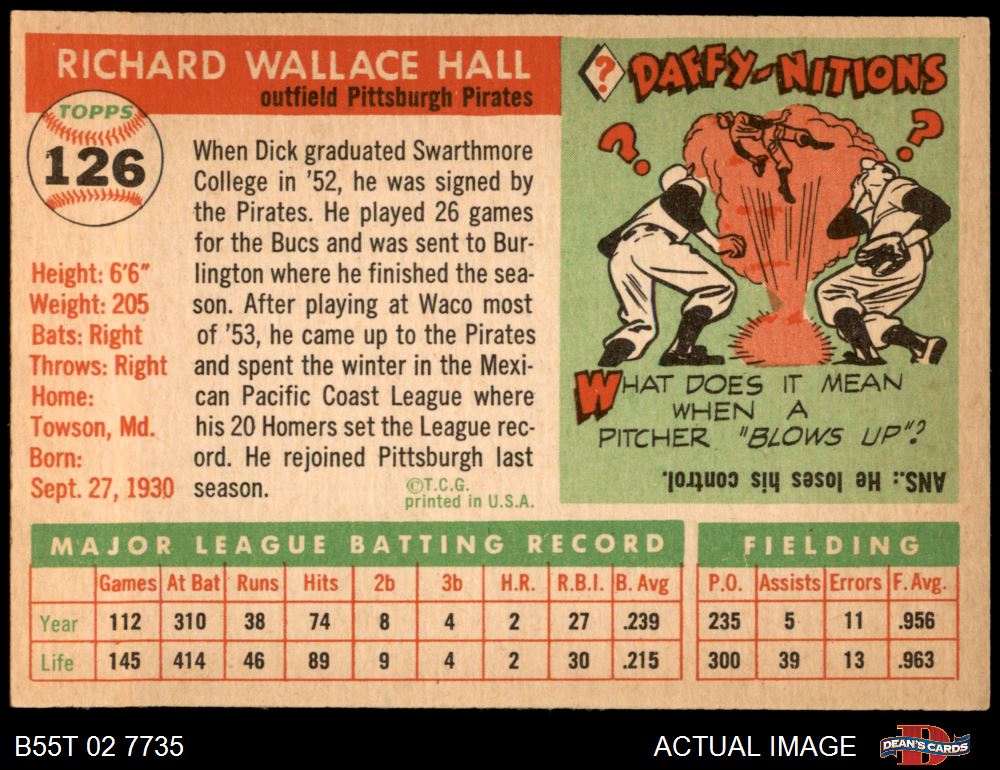 RICHARD WALLACE HALL
outfield Pittsburgh Pirates
TOPPS
126
Height: 6'6"
Weight: 205
Bats: Right
Throws: Right
Home:
Towson, Md.
Born:
Sept. 27, 1930
When Dick graduated Swarthmore
College in '52, he was signed by
the Pirates. He played 26 games
for the Bucs and was sent to Bur-
lington where he finished the sea-
son. After playing at Waco most
of '53, he came up to the Pirates
and spent the winter in the Mexi-
can Pacific Coast League where
his 20 Homers set the League rec-
ord. He rejoined Pittsburgh last
season.
©T.C.G.
printed in U.S.A.
? DAFFY-NITIONS
? ?
WHAT DOES IT MEAN
WHEN A
PITCHER "BLOWS UP"?
ANS.: He loses his control.
MAJOR LEAGUE BATTING RECORD
Games At Bat Runs Hits 2b 3b H.R. R.B.I. B. Avg
Year 112 310 38 74 8 4 2 27 .239
Life 145 414 46 89 9 4 2 30 .215
FIELDING
P.O. Assists Errors F. Avg.
235 5 11 .956
300 39 13 .963
B55T 02 7735
ACTUAL IMAGE
D
DEAN'S CARDS